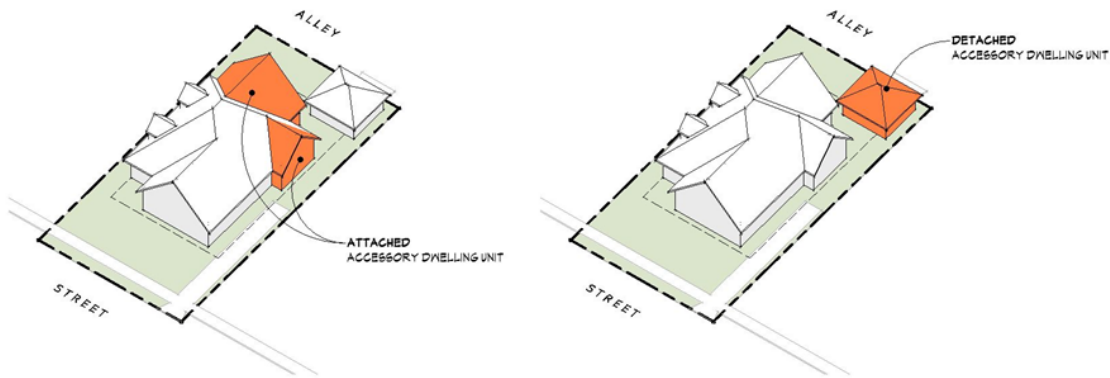 ALLEY
ATTACHED
ACCESSORY DWELLING UNIT
STREET
ALLEY
DETACHED
ACCESSORY DWELLING UNIT
STREET